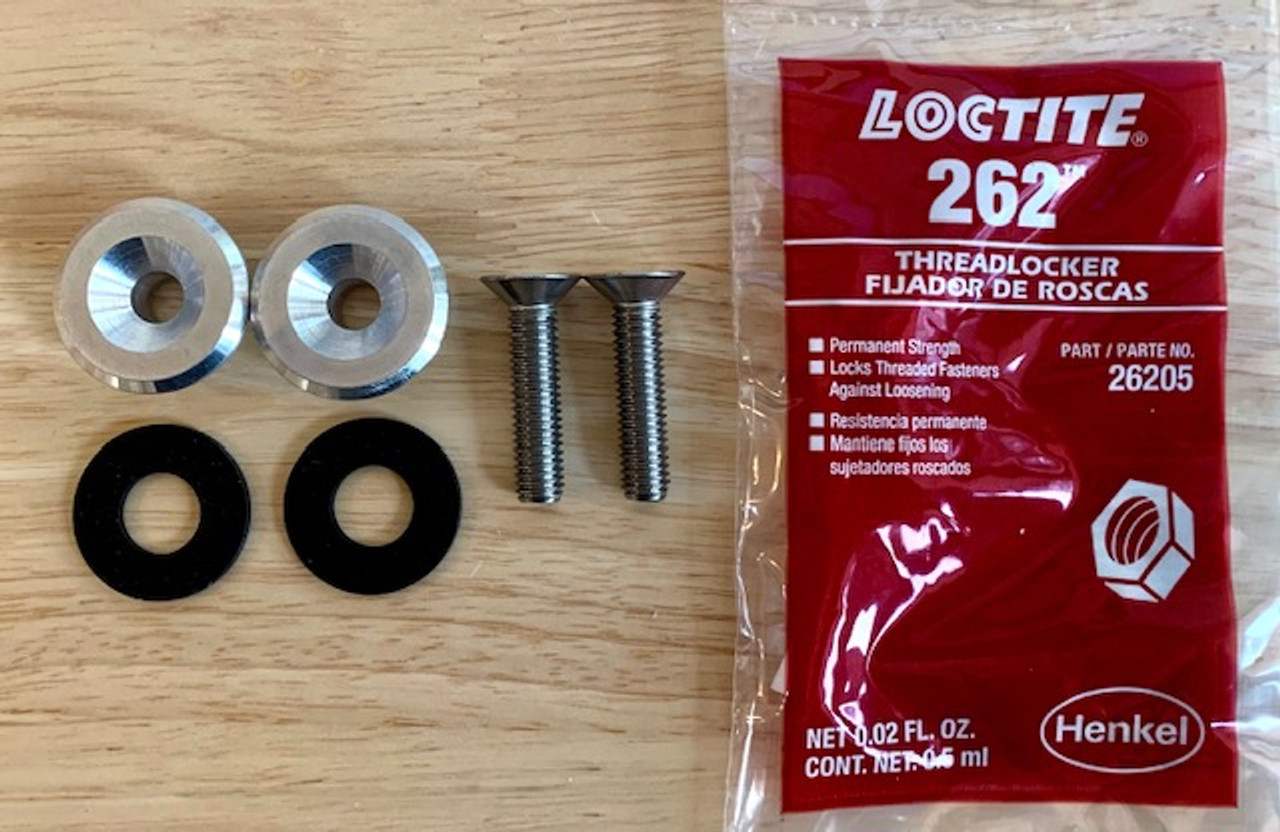 LOCTITE®
262™
THREADLOCKER
FIJADOR DE ROSCAS
■ Permanent Strength
■ Locks Threaded Fasteners
Against Loosening
■ Resistencia permanente
■ Mantiene fijos los
sujetadores roscados
PART / PARTE NO.
26205
NET 0.02 FL. OZ.
CONT. NET. 0.5 ml
Henkel